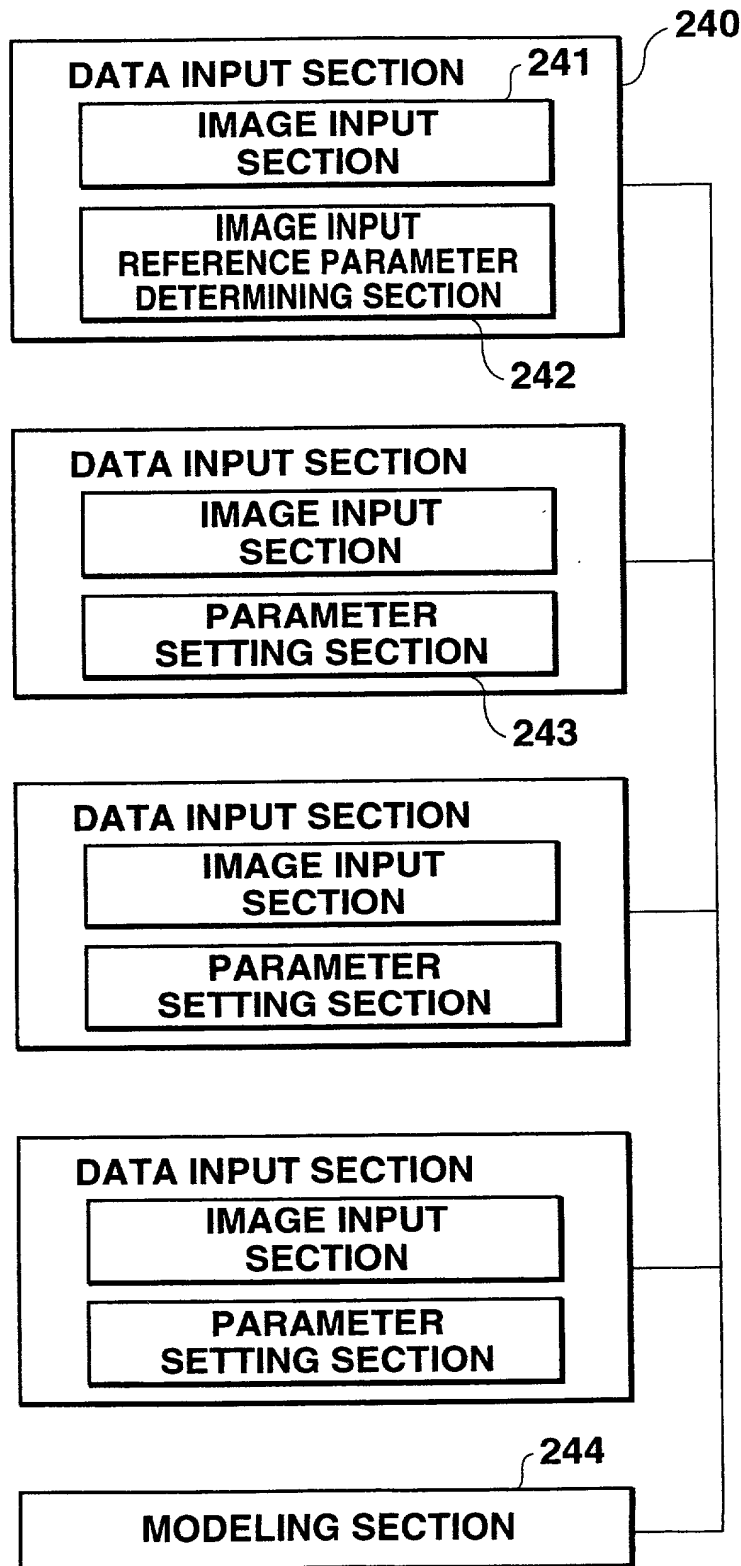 240
DATA INPUT SECTION
241
IMAGE INPUT
SECTION
IMAGE INPUT
REFERENCE PARAMETER
DETERMINING SECTION
242
DATA INPUT SECTION
IMAGE INPUT
SECTION
PARAMETER
SETTING SECTION
243
DATA INPUT SECTION
IMAGE INPUT
SECTION
PARAMETER
SETTING SECTION
DATA INPUT SECTION
IMAGE INPUT
SECTION
PARAMETER
SETTING SECTION
244
MODELING SECTION